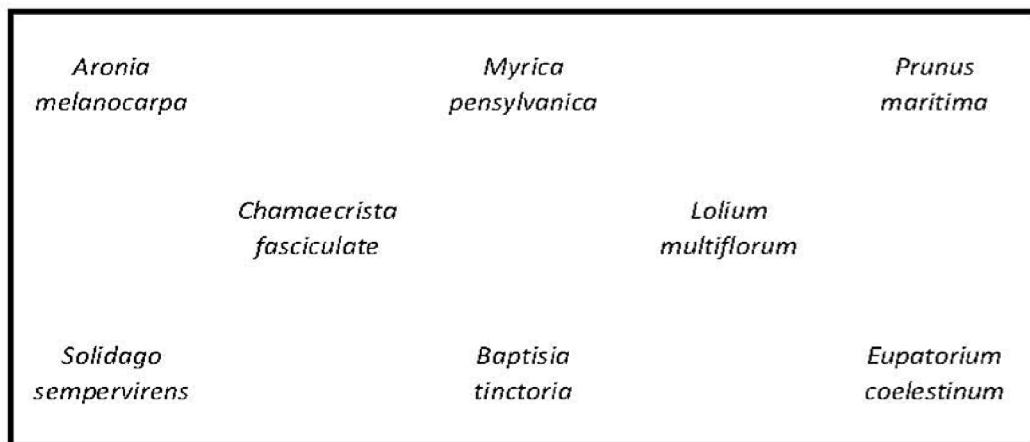 Aronia
melanocarpa
Myrica
pensylvanica
Prunus
maritima
Chamaecrista
fasciculate
Lolium
multiflorum
Solidago
sempervirens
Baptisia
tinctoria
Eupatorium
coelestinum